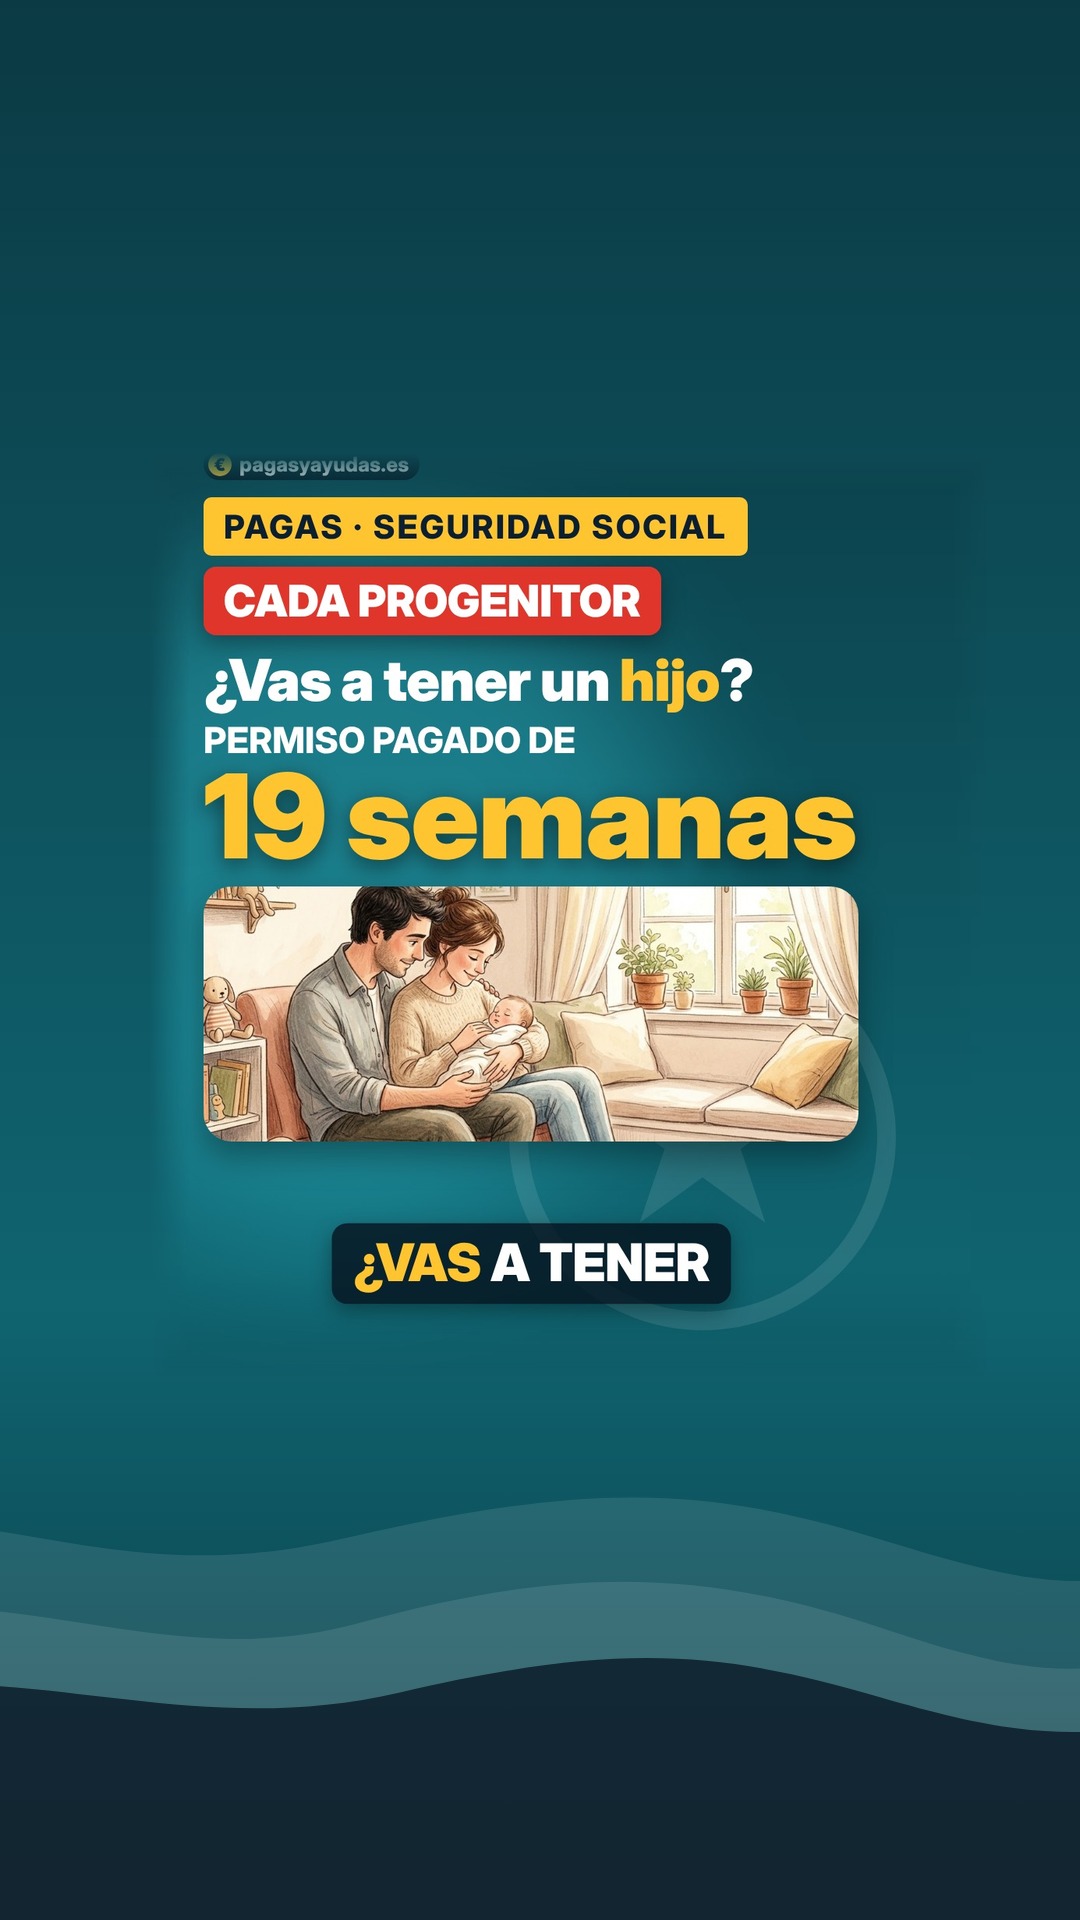 € pagasyayudas.es
PAGAS · SEGURIDAD SOCIAL
CADA PROGENITOR
¿Vas a tener un hijo?
PERMISO PAGADO DE
19 semanas
¿VAS A TENER